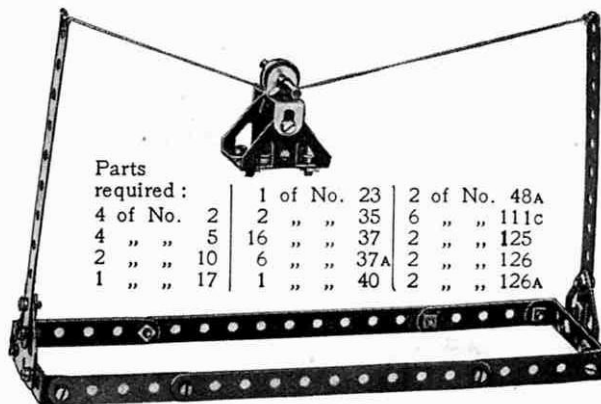 Parts
required :
4 of No. 2
4 „ „ 5
2 „ „ 10
1 „ „ 17
1 of No. 23
2 „ „ 35
16 „ „ 37
6 „ „ 37A
1 „ „ 40
2 of No. 48A
6 „ „ 111C
2 „ „ 125
2 „ „ 126
2 „ „ 126A